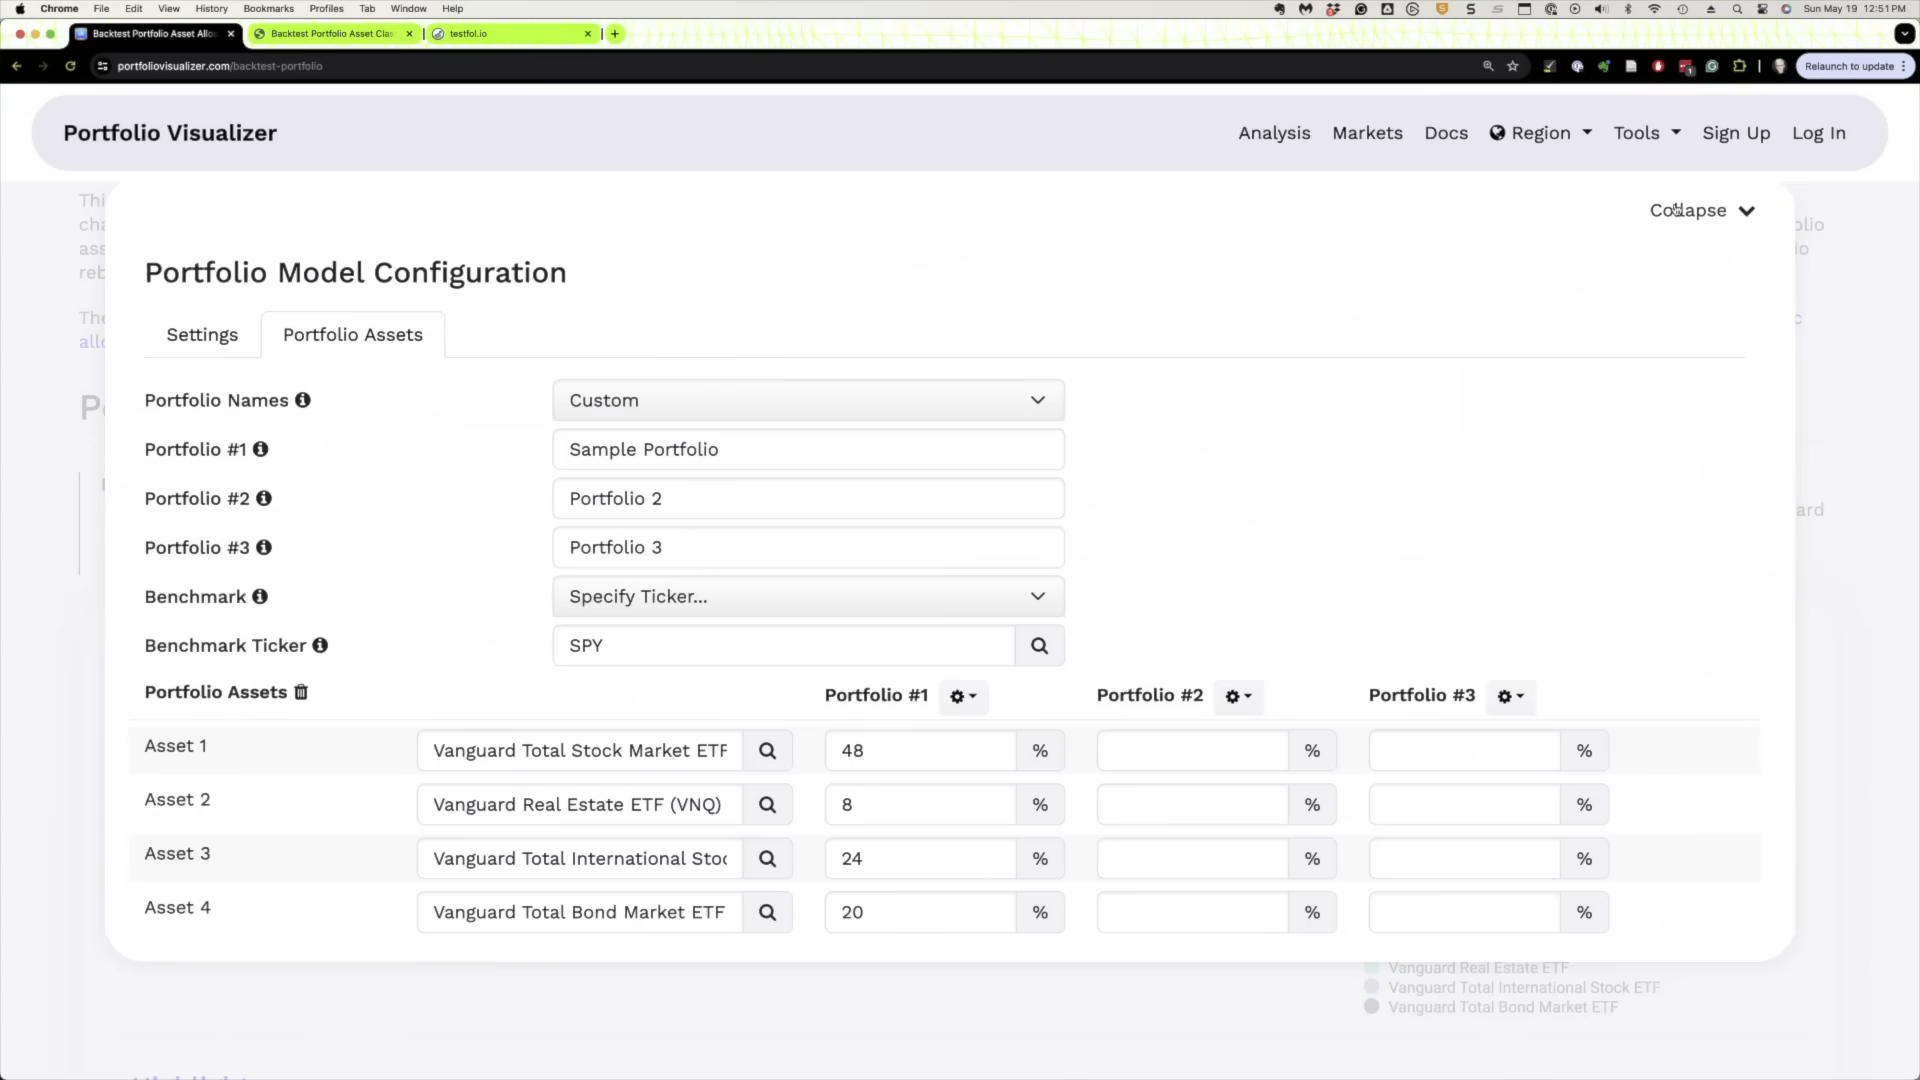 Chrome File Edit View History Bookmarks Profiles Tab Window Help Sun May 19 12:51 PM
Backtest Portfolio Asset Alloc Backtest Portfolio Asset Clas testfol.io
portfoliovisualizer.com/backtest-portfolio Relaunch to update
Portfolio Visualizer Analysis Markets Docs Region Tools Sign Up Log In
Collapse
Portfolio Model Configuration
Settings Portfolio Assets
Portfolio Names Custom
Portfolio #1 Sample Portfolio
Portfolio #2 Portfolio 2
Portfolio #3 Portfolio 3
Benchmark Specify Ticker...
Benchmark Ticker SPY
Portfolio Assets Portfolio #1 Portfolio #2 Portfolio #3
Asset 1 Vanguard Total Stock Market ETF 48 % % %
Asset 2 Vanguard Real Estate ETF (VNQ) 8 % % %
Asset 3 Vanguard Total International Stoc 24 % % %
Asset 4 Vanguard Total Bond Market ETF 20 % % %
Vanguard Real Estate ETF
Vanguard Total International Stock ETF
Vanguard Total Bond Market ETF